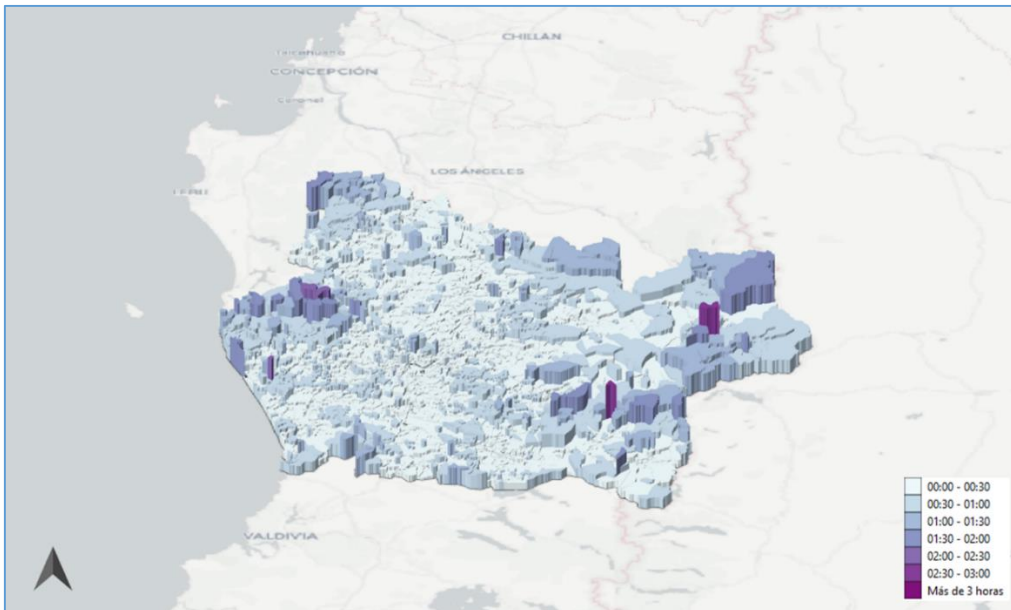 CHILLÁN
Talcahuano
CONCEPCIÓN
Coronel
LOS ÁNGELES
LEBU
VALDIVIA
00:00 - 00:30
00:30 - 01:00
01:00 - 01:30
01:30 - 02:00
02:00 - 02:30
02:30 - 03:00
Más de 3 horas